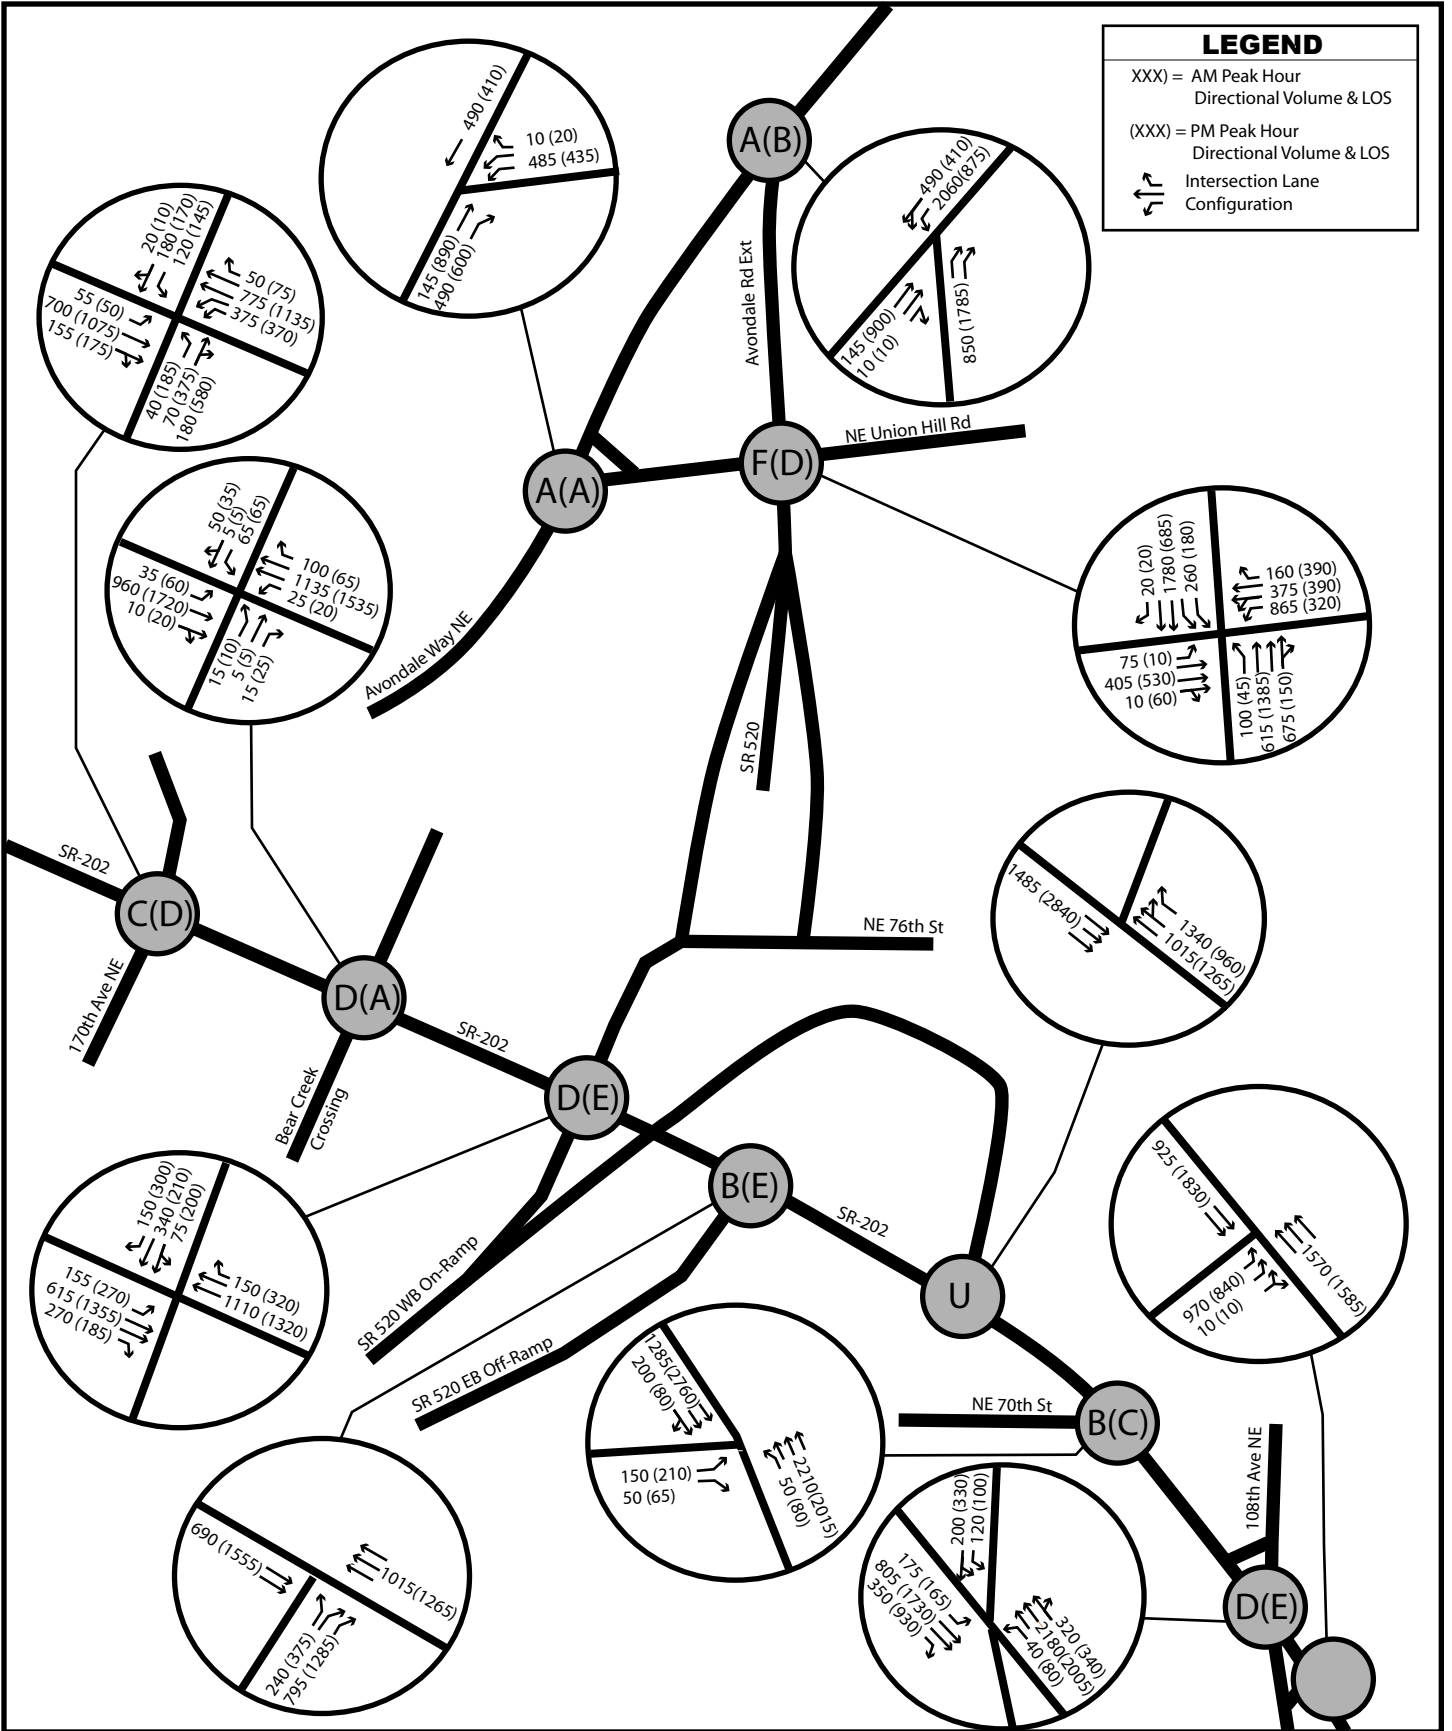 LEGEND
XXX) = AM Peak Hour
Directional Volume & LOS
(XXX) = PM Peak Hour
Directional Volume & LOS
Intersection Lane
Configuration
490 (410)
10 (20)
485 (435)
145 (890)
490 (600)
A(B)
490 (410)
2060(875)
145 (900)
10 (10)
850 (1785)
20 (10)
180 (170)
120 (145)
50 (75)
775 (1135)
375 (370)
55 (50)
700 (1075)
155 (175)
40 (185)
70 (375)
180 (580)
Avondale Rd Ext
NE Union Hill Rd
A(A)
F(D)
Avondale Way NE
50 (35)
5 (5)
65 (65)
100 (65)
1135 (1535)
25 (20)
35 (60)
960 (1720)
10 (20)
15 (10)
5 (5)
15 (25)
20 (20)
1780 (685)
260 (180)
160 (390)
375 (390)
865 (320)
75 (10)
405 (530)
10 (60)
100 (45)
615 (1385)
675 (150)
SR 520
SR-202
C(D)
170th Ave NE
D(A)
Bear Creek
Crossing
SR-202
NE 76th St
1485 (2840)
1340 (960)
1015(1265)
D(E)
B(E)
SR-202
U
SR 520 WB On-Ramp
SR 520 EB Off-Ramp
150 (300)
340 (210)
75 (200)
150 (320)
1110 (1320)
155 (270)
615 (1355)
270 (185)
925 (1830)
1570 (1585)
970 (840)
10 (10)
1285(2760)
200 (80)
150 (210)
50 (65)
2210(2015)
50 (80)
NE 70th St
B(C)
108th Ave NE
690 (1555)
1015(1265)
240 (375)
795 (1285)
200 (330)
120 (100)
175 (165)
805 (1730)
350 (930)
320 (340)
2180(2005)
40 (80)
D(E)